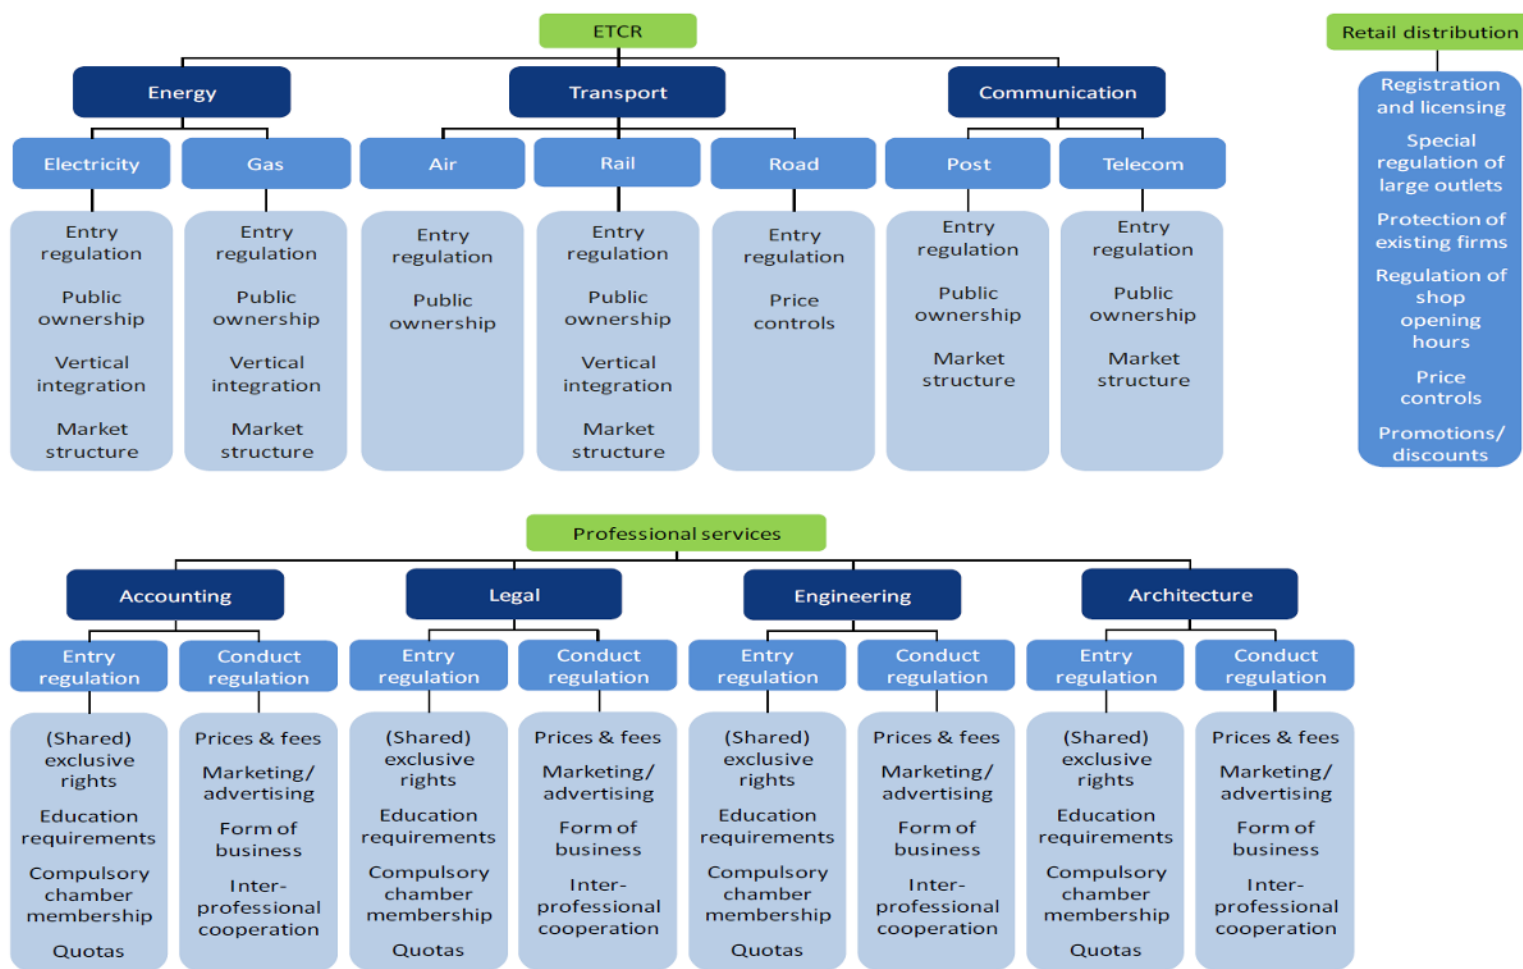 ETCR
Retail distribution
Energy
Transport
Communication
Electricity
Gas
Air
Rail
Road
Post
Telecom
Entry
regulation
Public
ownership
Vertical
integration
Market
structure
Entry
regulation
Public
ownership
Vertical
integration
Market
structure
Entry
regulation
Public
ownership
Entry
regulation
Public
ownership
Vertical
integration
Market
structure
Entry
regulation
Price
controls
Entry
regulation
Public
ownership
Market
structure
Entry
regulation
Public
ownership
Market
structure
Registration
and licensing
Special
regulation of
large outlets
Protection of
existing firms
Regulation of
shop
opening
hours
Price
controls
Promotions/
discounts
Professional services
Accounting
Legal
Engineering
Architecture
Entry
regulation
Conduct
regulation
Entry
regulation
Conduct
regulation
Entry
regulation
Conduct
regulation
Entry
regulation
Conduct
regulation
(Shared)
exclusive
rights
Education
requirements
Compulsory
chamber
membership
Quotas
Prices & fees
Marketing/
advertising
Form of
business
Inter-
professional
cooperation
(Shared)
exclusive
rights
Education
requirements
Compulsory
chamber
membership
Quotas
Prices & fees
Marketing/
advertising
Form of
business
Inter-
professional
cooperation
(Shared)
exclusive
rights
Education
requirements
Compulsory
chamber
membership
Quotas
Prices & fees
Marketing/
advertising
Form of
business
Inter-
professional
cooperation
(Shared)
exclusive
rights
Education
requirements
Compulsory
chamber
membership
Quotas
Prices & fees
Marketing/
advertising
Form of
business
Inter-
professional
cooperation